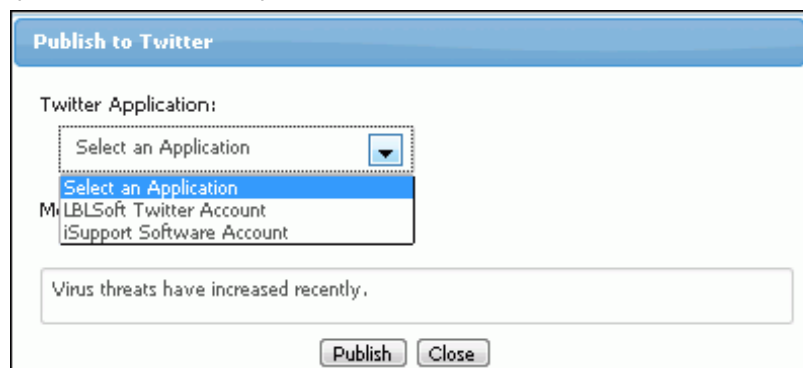 Publish to Twitter
Twitter Application:
Select an Application
Select an Application
LBLSoft Twitter Account
iSupport Software Account
Virus threats have increased recently.
Publish Close